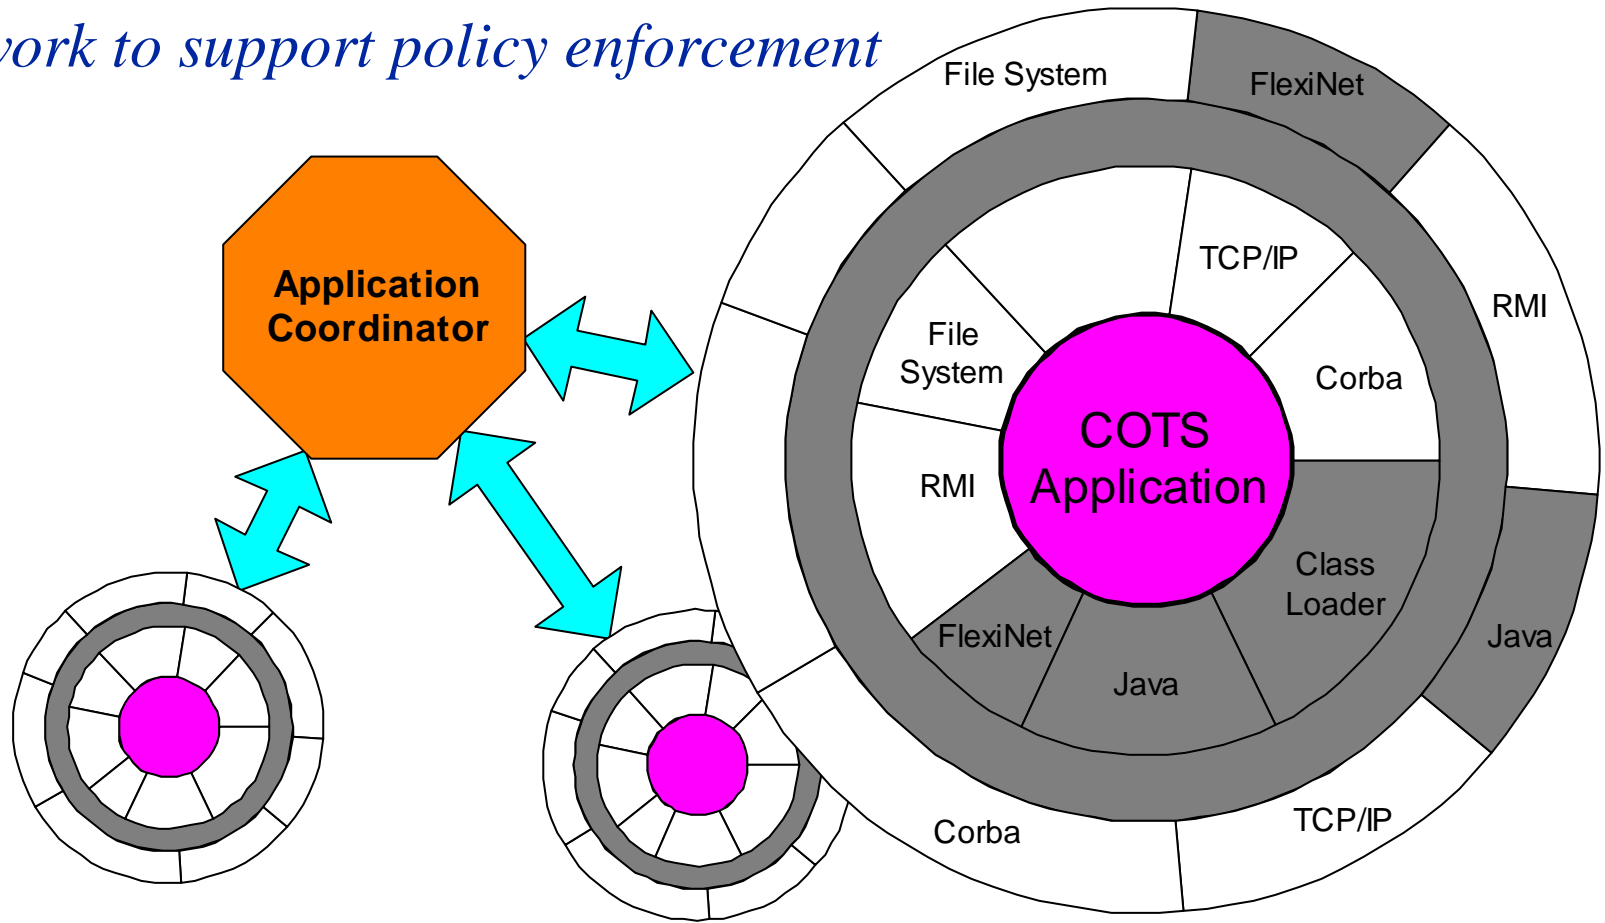 work to support policy enforcement
File System
FlexiNet
RMI
Java
TCP/IP
Corba
Application
Coordinator
TCP/IP
Corba
Class
Loader
Java
FlexiNet
RMI
File
System
COTS
Application